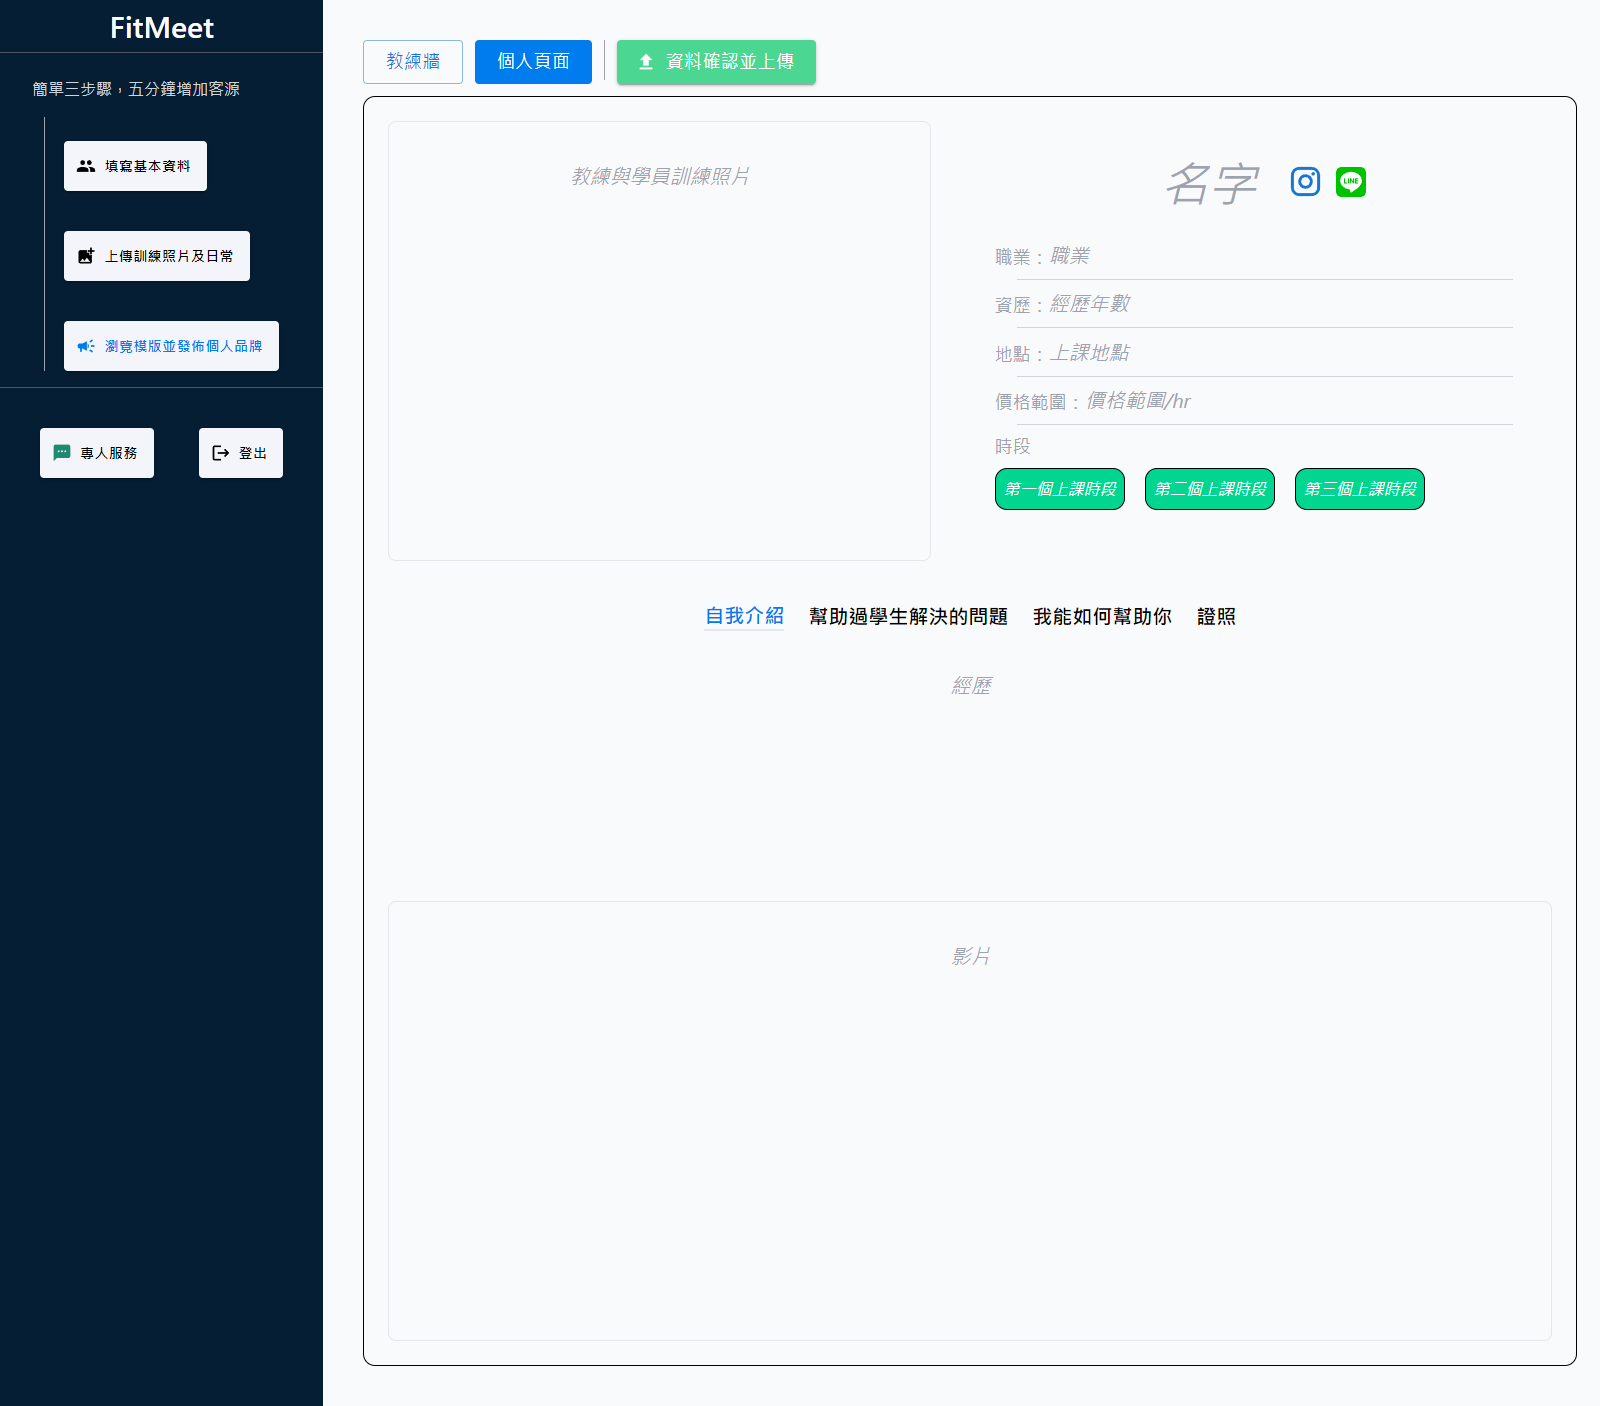 FitMeet
簡單三步驟，五分鐘增加客源
填寫基本資料
上傳訓練照片及日常
瀏覽模版並發佈個人品牌
專人服務
登出
教練牆
個人頁面
資料確認並上傳
教練與學員訓練照片
名字
LINE
職業：職業
資歷：經歷年數
地點：上課地點
價格範圍：價格範圍/hr
時段
第一個上課時段
第二個上課時段
第三個上課時段
自我介紹
幫助過學生解決的問題
我能如何幫助你
證照
經歷
影片